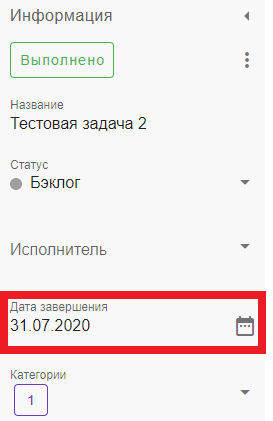 Информация
Выполнено
Название
Тестовая задача 2
Статус
Бэклог
Исполнитель
Дата завершения
31.07.2020
Категории
1